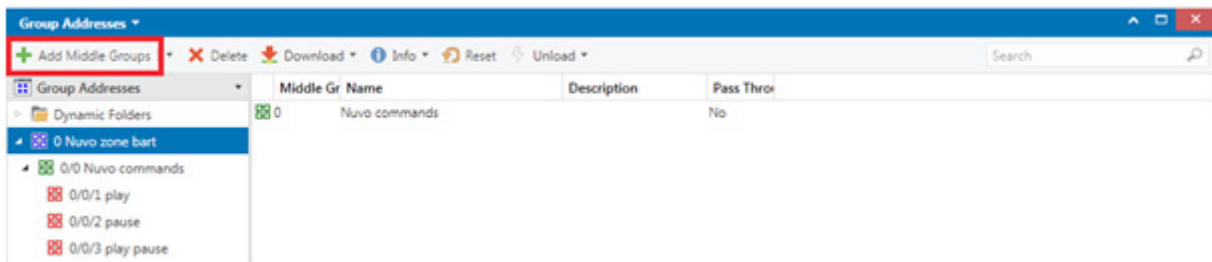 Group Addresses
Add Middle Groups Delete Download Info Reset Unload Search
Group Addresses Middle Gr Name Description Pass Throu
Dynamic Folders 0 Nuvo commands No
0 Nuvo zone bart
0/0 Nuvo commands
0/0/1 play
0/0/2 pause
0/0/3 play pause